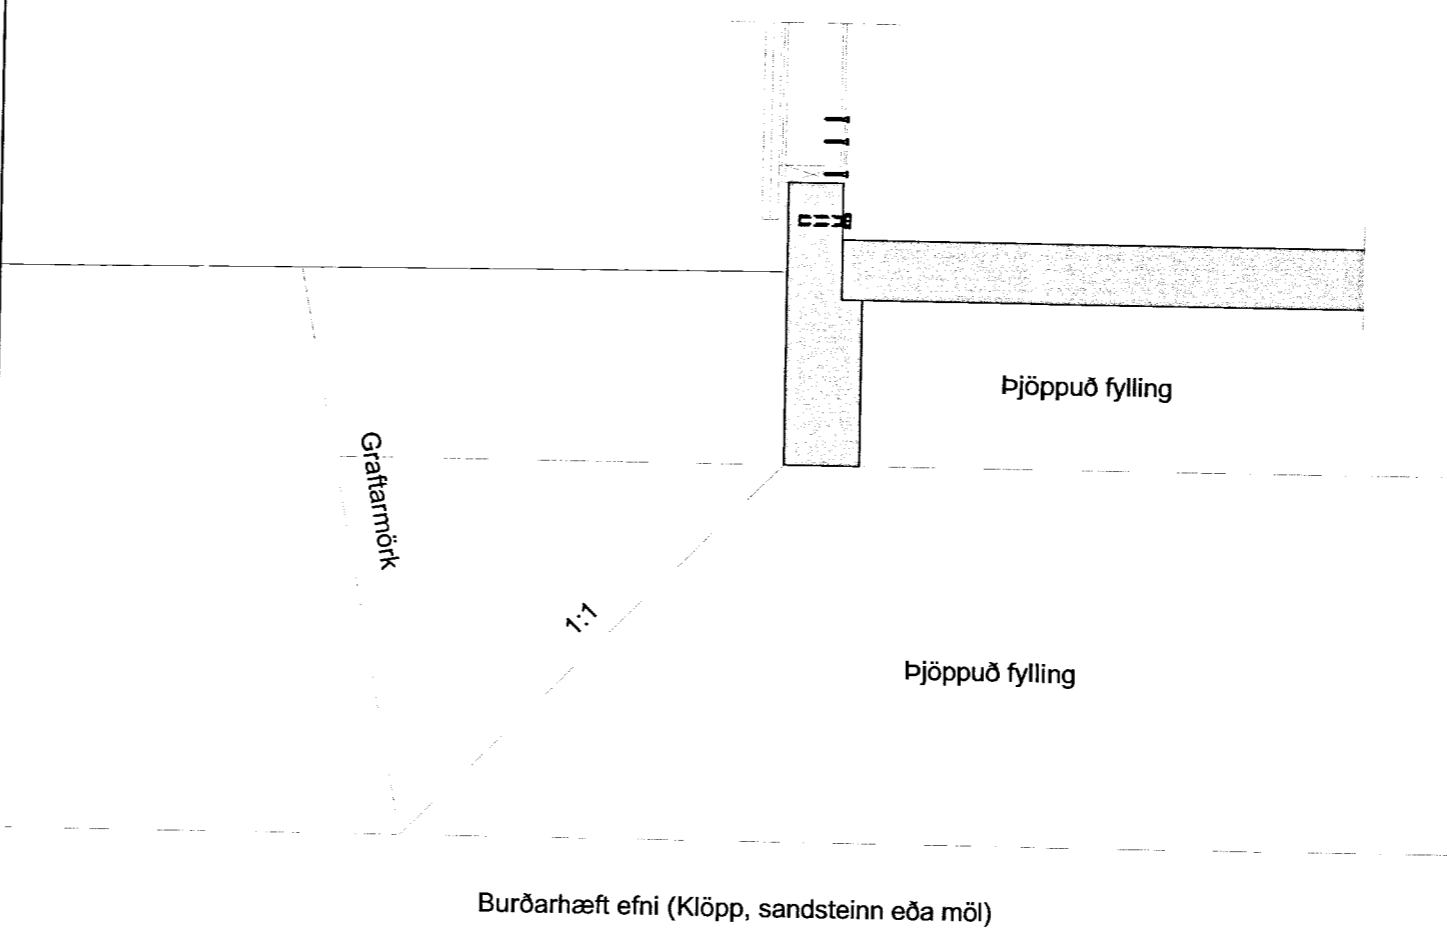 Þjöppuð fylling
Graftarmörk
1:1
Þjöppuð fylling
Burðarhæft efni (Klöpp, sandsteinn eða möl)